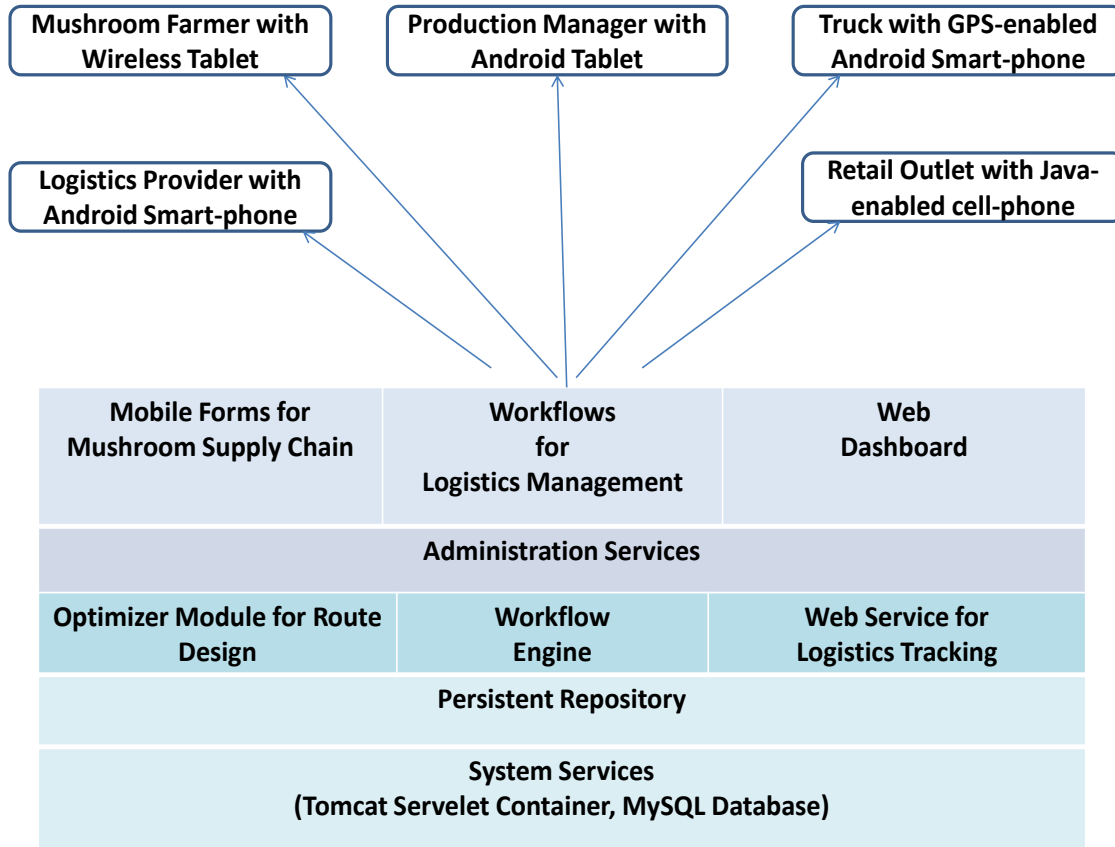 Mushroom Farmer with
Wireless Tablet
Production Manager with
Android Tablet
Truck with GPS-enabled
Android Smart-phone
Logistics Provider with
Android Smart-phone
Retail Outlet with Java-
enabled cell-phone
Mobile Forms for
Mushroom Supply Chain
Workflows
for
Logistics Management
Web
Dashboard
Administration Services
Optimizer Module for Route
Design
Workflow
Engine
Web Service for
Logistics Tracking
Persistent Repository
System Services
(Tomcat Servelet Container, MySQL Database)